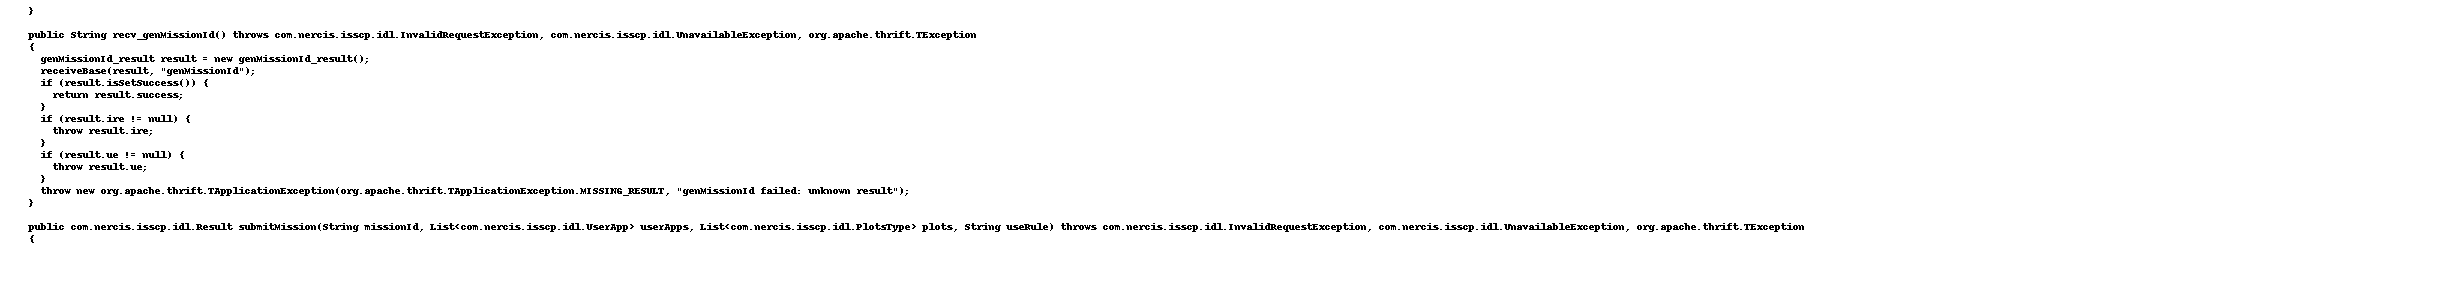 }
public String recv_genMissionId() throws com.nercis.isscp.idl.InvalidRequestException, com.nercis.isscp.idl.UnavailableException, org.apache.thrift.TException
{
genMissionId_result result = new genMissionId_result();
receiveBase(result, "genMissionId");
if (result.isSetSuccess()) {
return result.success;
}
if (result.ire != null) {
throw result.ire;
}
if (result.ue != null) {
throw result.ue;
}
throw new org.apache.thrift.TApplicationException(org.apache.thrift.TApplicationException.MISSING_RESULT, "genMissionId failed: unknown result");
}
public com.nercis.isscp.idl.Result submitMission(String missionId, List<com.nercis.isscp.idl.UserApp> userApps, List<com.nercis.isscp.idl.PlotsType> plots, String useRule) throws com.nercis.isscp.idl.InvalidRequestException, com.nercis.isscp.idl.UnavailableException, org.apache.thrift.TException
{